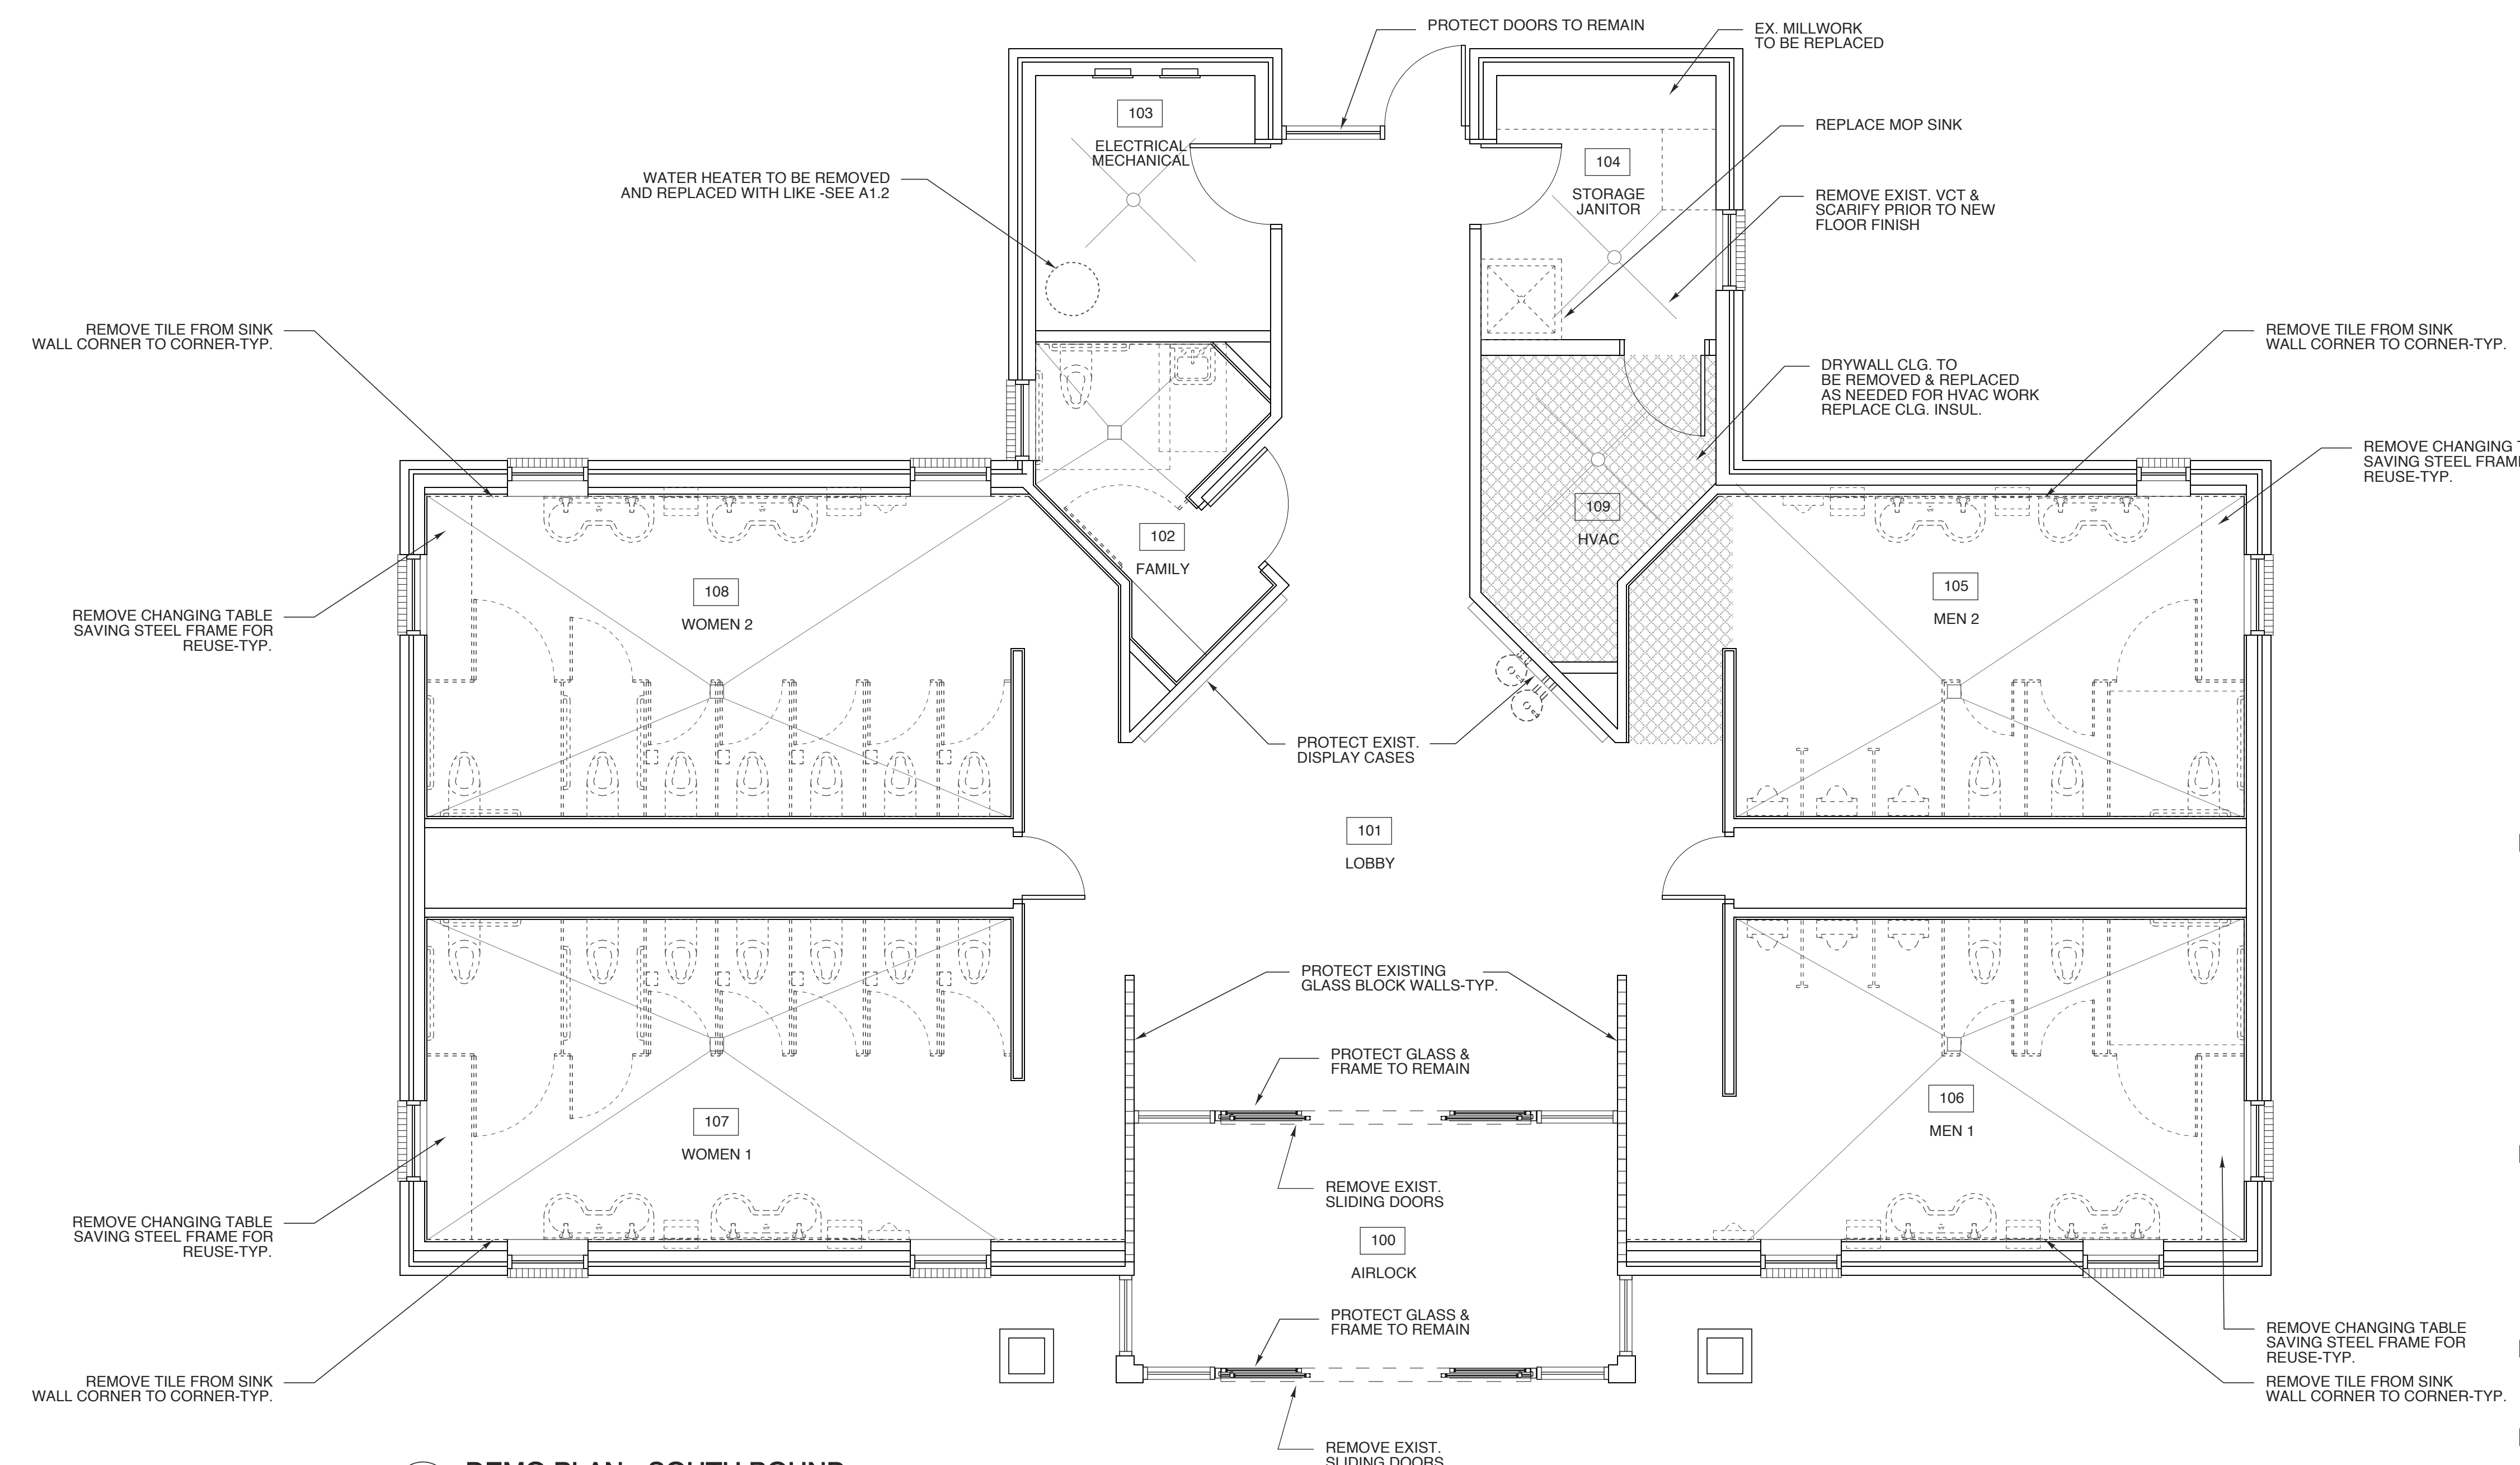 PROTECT DOORS TO REMAIN
EX. MILLWORK
TO BE REPLACED
103
ELECTRICAL
MECHANICAL
REPLACE MOP SINK
104
STORAGE
JANITOR
WATER HEATER TO BE REMOVED
AND REPLACED WITH LIKE -SEE A1.2
REMOVE EXIST. VCT &
SCARIFY PRIOR TO NEW
FLOOR FINISH
REMOVE TILE FROM SINK
WALL CORNER TO CORNER-TYP.
REMOVE TILE FROM SINK
WALL CORNER TO CORNER-TYP.
DRYWALL CLG. TO
BE REMOVED & REPLACED
AS NEEDED FOR HVAC WORK
REPLACE CLG. INSUL.
REMOVE CHANGING
SAVING STEEL FRAM
REUSE-TYP.
109
HVAC
102
FAMILY
108
WOMEN 2
105
MEN 2
REMOVE CHANGING TABLE
SAVING STEEL FRAME FOR
REUSE-TYP.
PROTECT EXIST.
DISPLAY CASES
101
LOBBY
PROTECT EXISTING
GLASS BLOCK WALLS-TYP.
PROTECT GLASS &
FRAME TO REMAIN
107
WOMEN 1
106
MEN 1
REMOVE EXIST.
SLIDING DOORS
REMOVE CHANGING TABLE
SAVING STEEL FRAME FOR
REUSE-TYP.
100
AIRLOCK
PROTECT GLASS &
FRAME TO REMAIN
REMOVE CHANGING TABLE
SAVING STEEL FRAME FOR
REUSE-TYP.
REMOVE TILE FROM SINK
WALL CORNER TO CORNER-TYP.
REMOVE TILE FROM SINK
WALL CORNER TO CORNER-TYP.
REMOVE EXIST.
SLIDING DOORS
DEMO PLAN - SOUTH BOUND